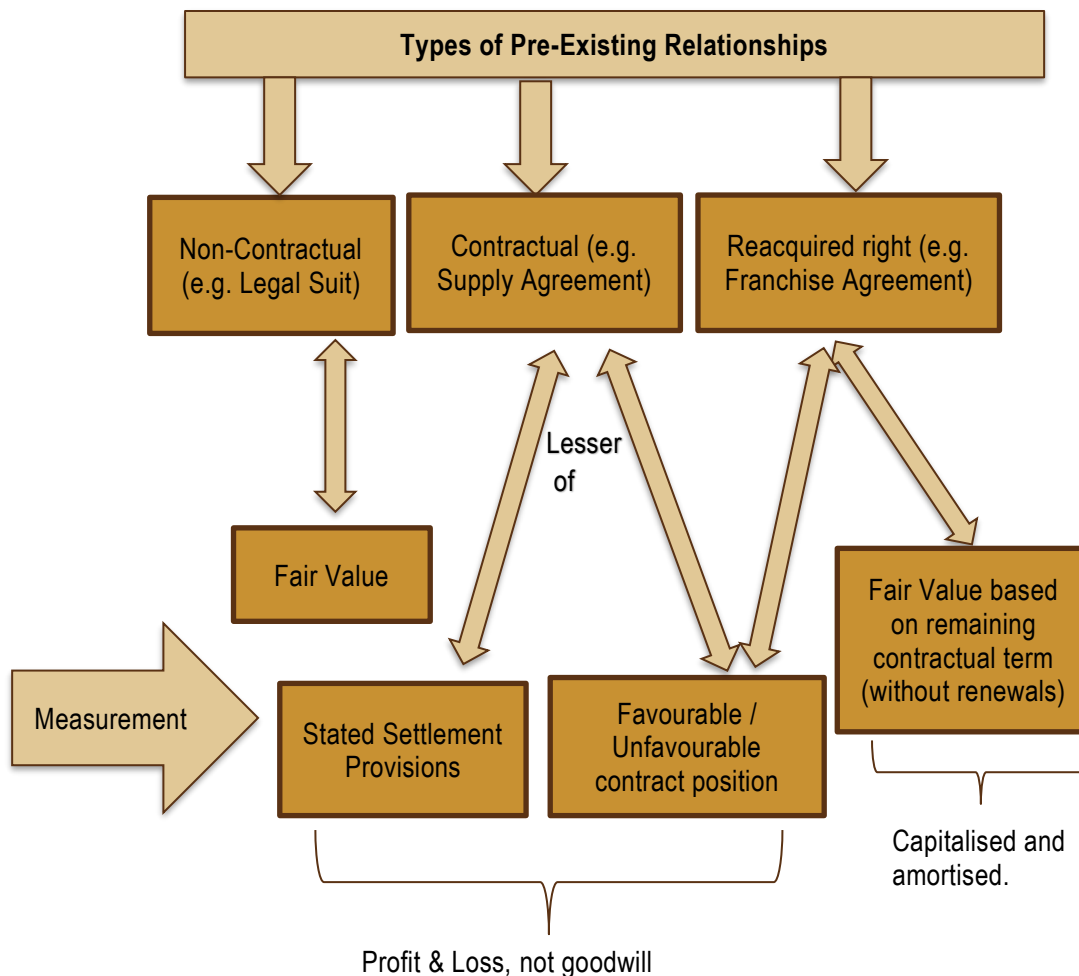 Types of Pre-Existing Relationships
Non-Contractual
(e.g. Legal Suit)
Contractual (e.g.
Supply Agreement)
Reacquired right (e.g.
Franchise Agreement)
Lesser
of
Fair Value
Fair Value based
on remaining
contractual term
(without renewals)
Measurement
Stated Settlement
Provisions
Favourable /
Unfavourable
contract position
Capitalised and
amortised.
Profit & Loss, not goodwill